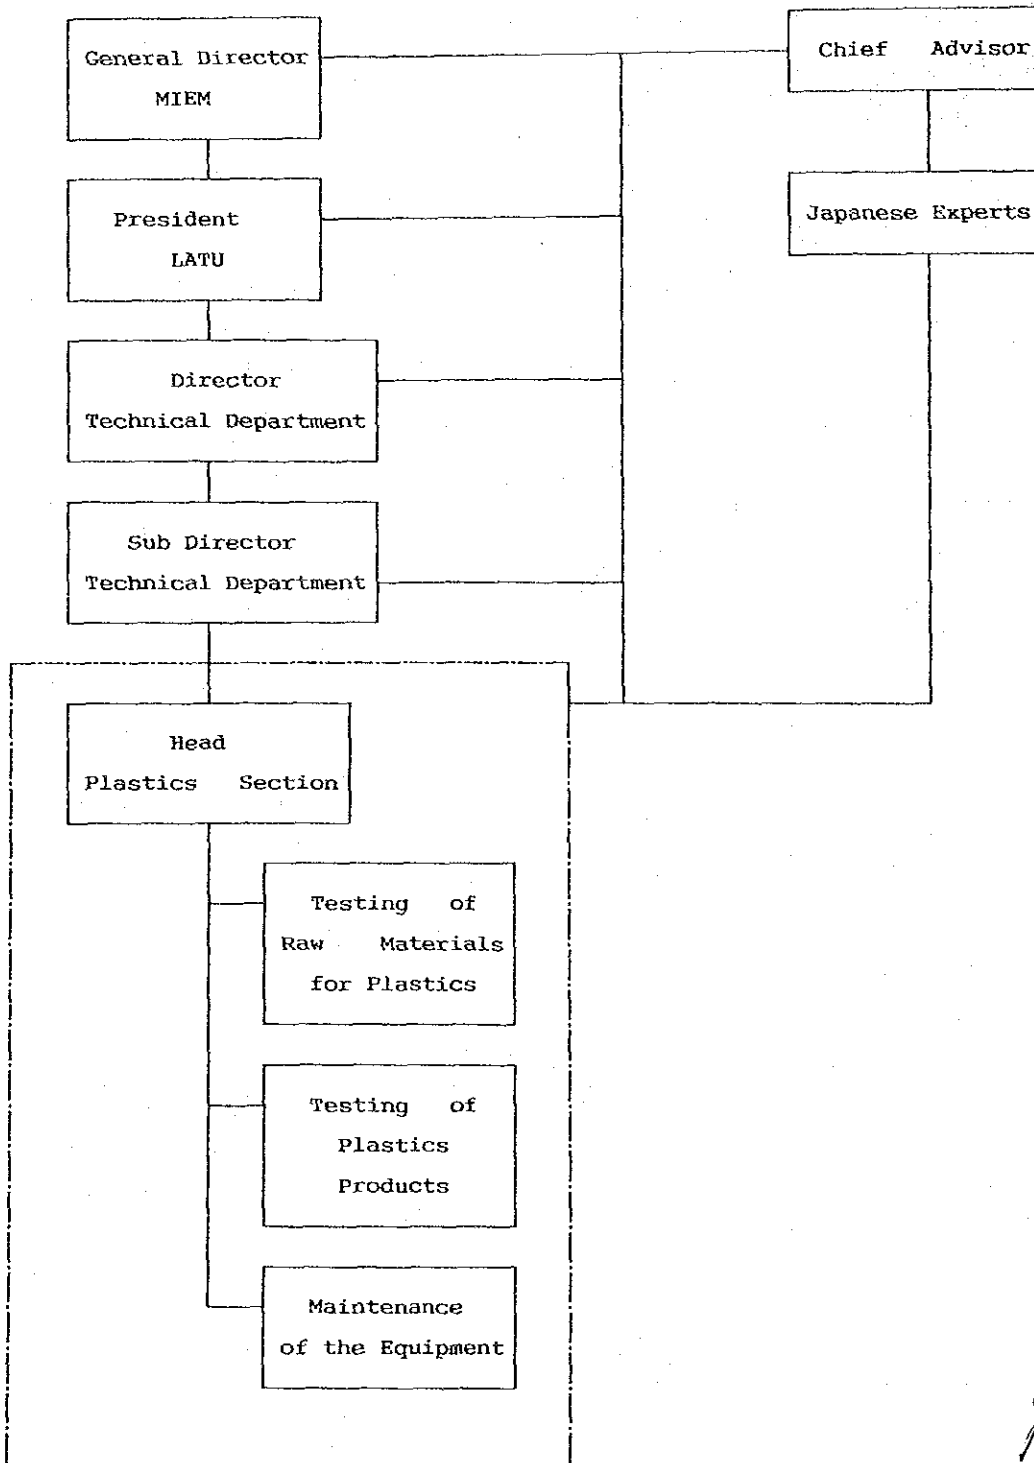 General Director
MIEM
Chief Advisor
President
LATU
Japanese Experts
Director
Technical Department
Sub Director
Technical Department
Head
Plastics Section
Testing of
Raw Materials
for Plastics
Testing of
Plastics
Products
Maintenance
of the Equipment